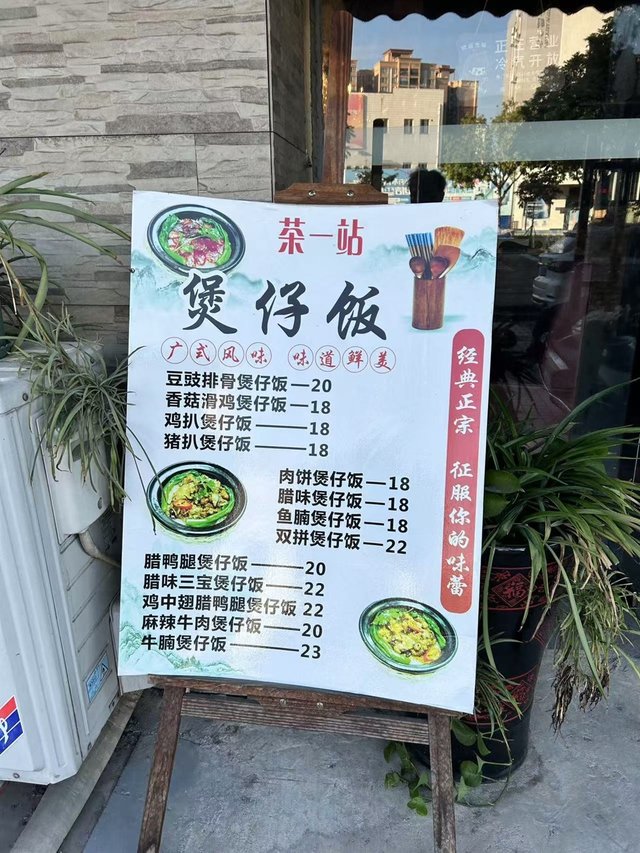 茶一站
煲仔饭
广式风味 味道鲜美
豆豉排骨煲仔饭—20
香菇滑鸡煲仔饭—18
鸡扒煲仔饭——18
猪扒煲仔饭——18
肉饼煲仔饭—18
腊味煲仔饭—18
鱼腩煲仔饭—18
双拼煲仔饭—22
腊鸭腿煲仔饭——20
腊味三宝煲仔饭——22
鸡中翅腊鸭腿煲仔饭 22
麻辣牛肉煲仔饭——20
牛腩煲仔饭———23
经典正宗 征服你的味蕾
福